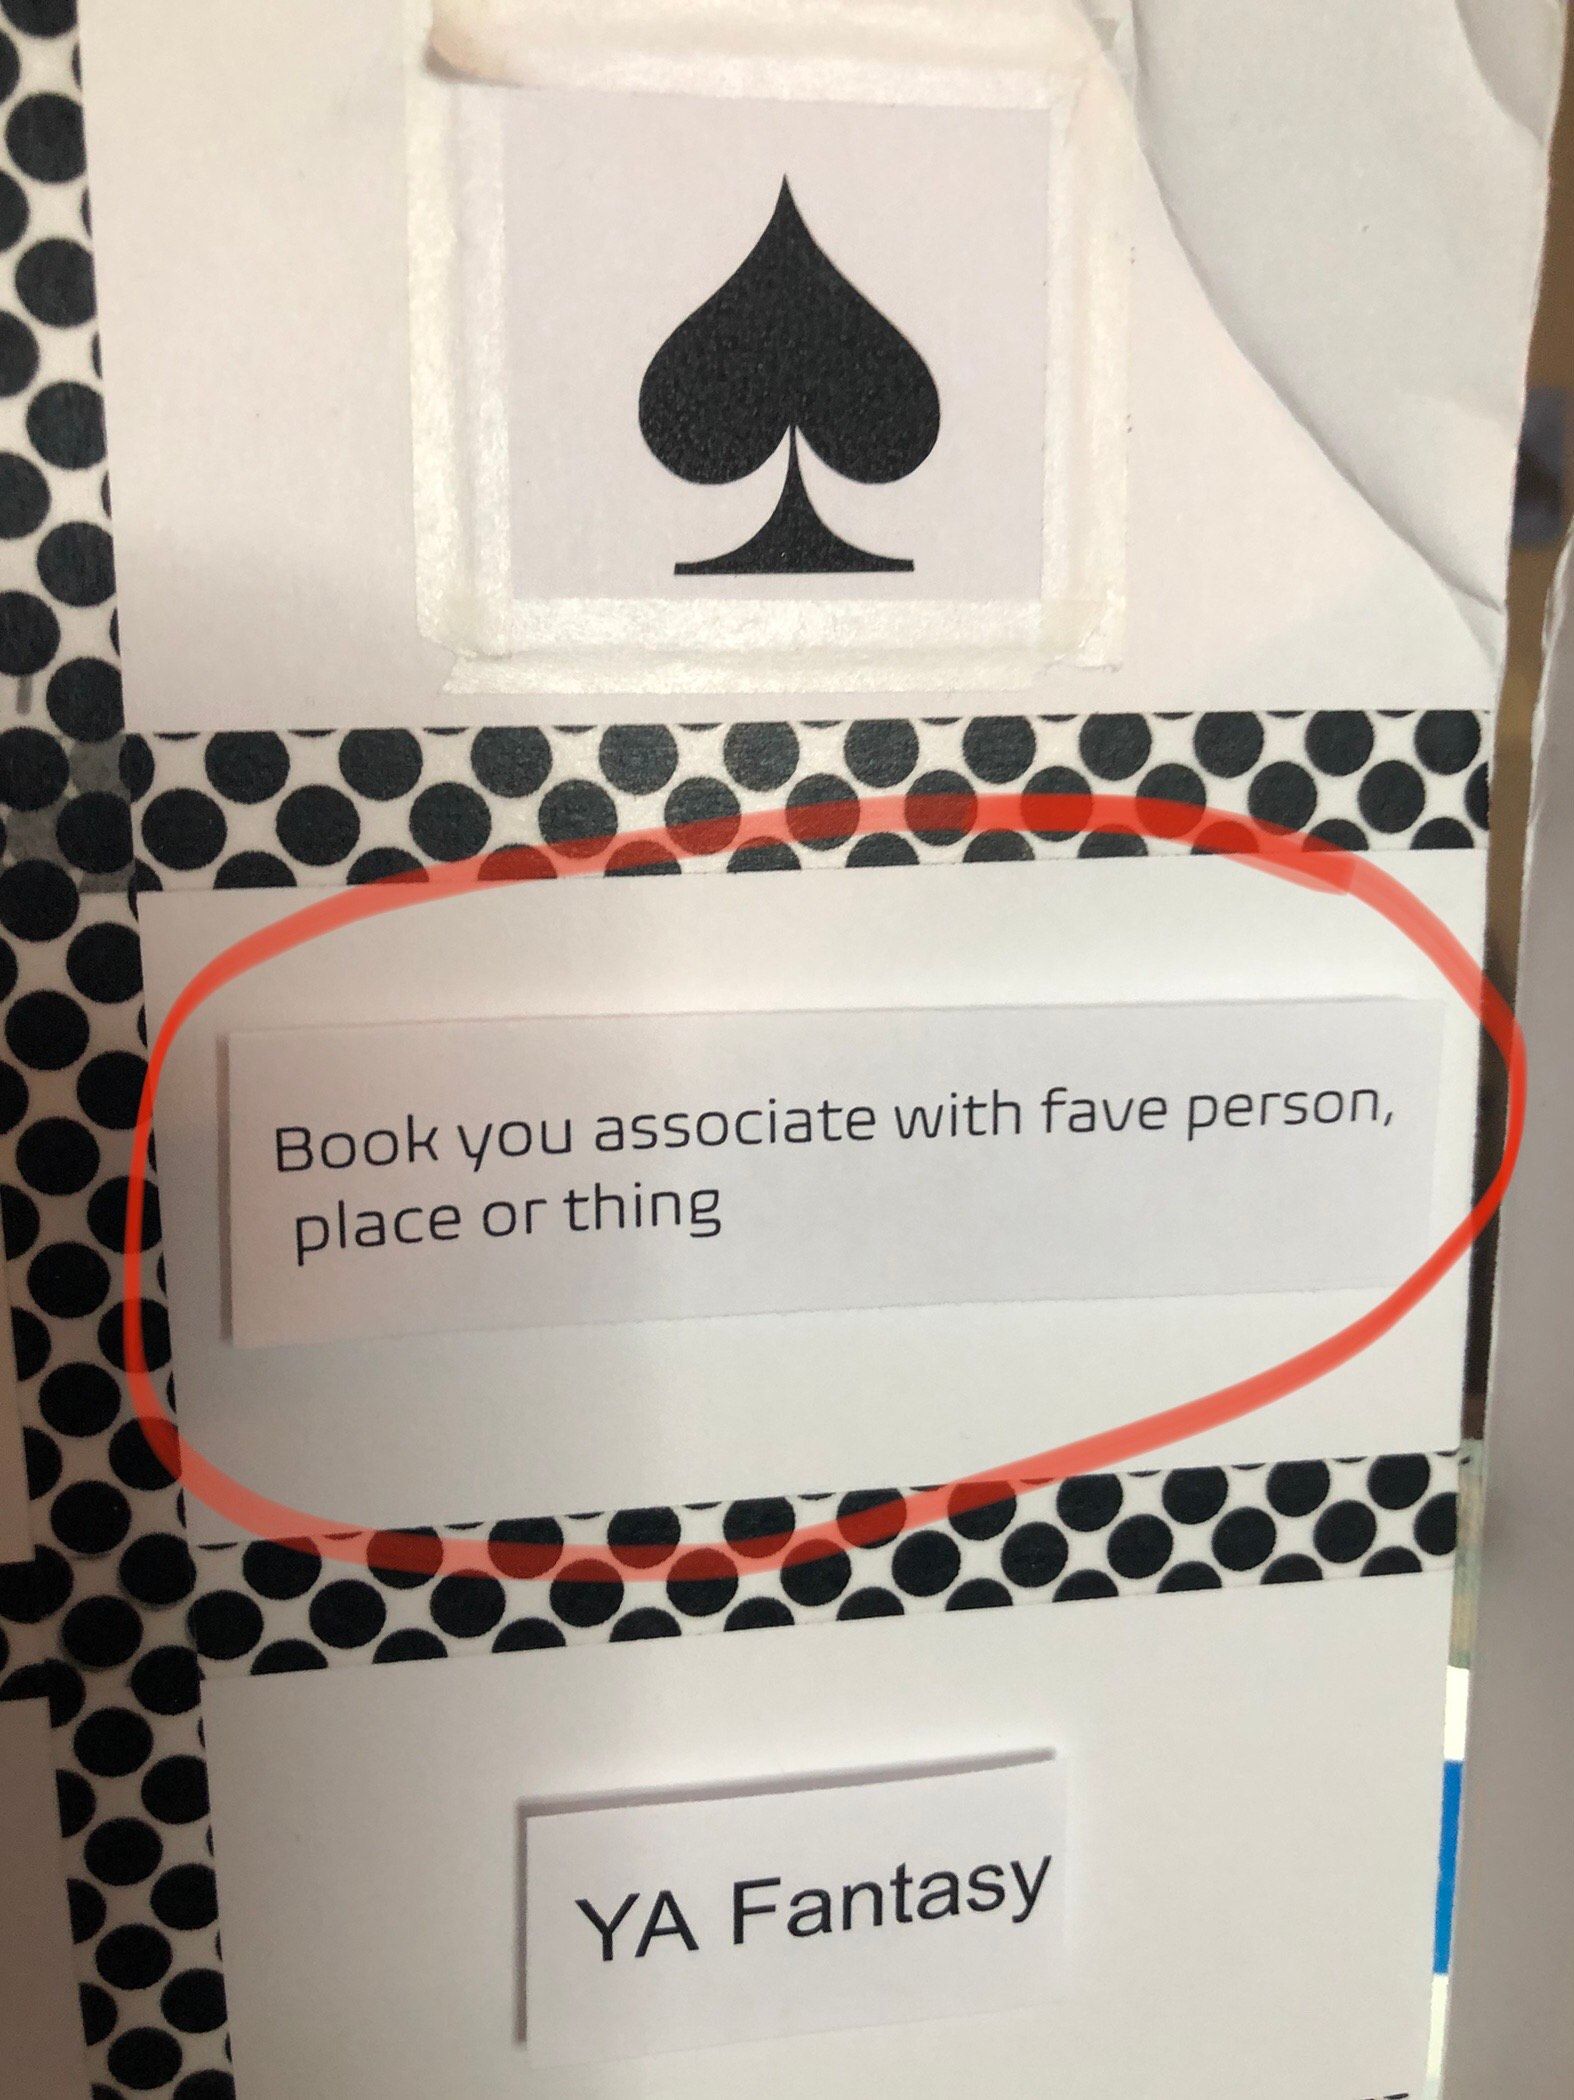 Book you associate with fave person,
place or thing
YA Fantasy